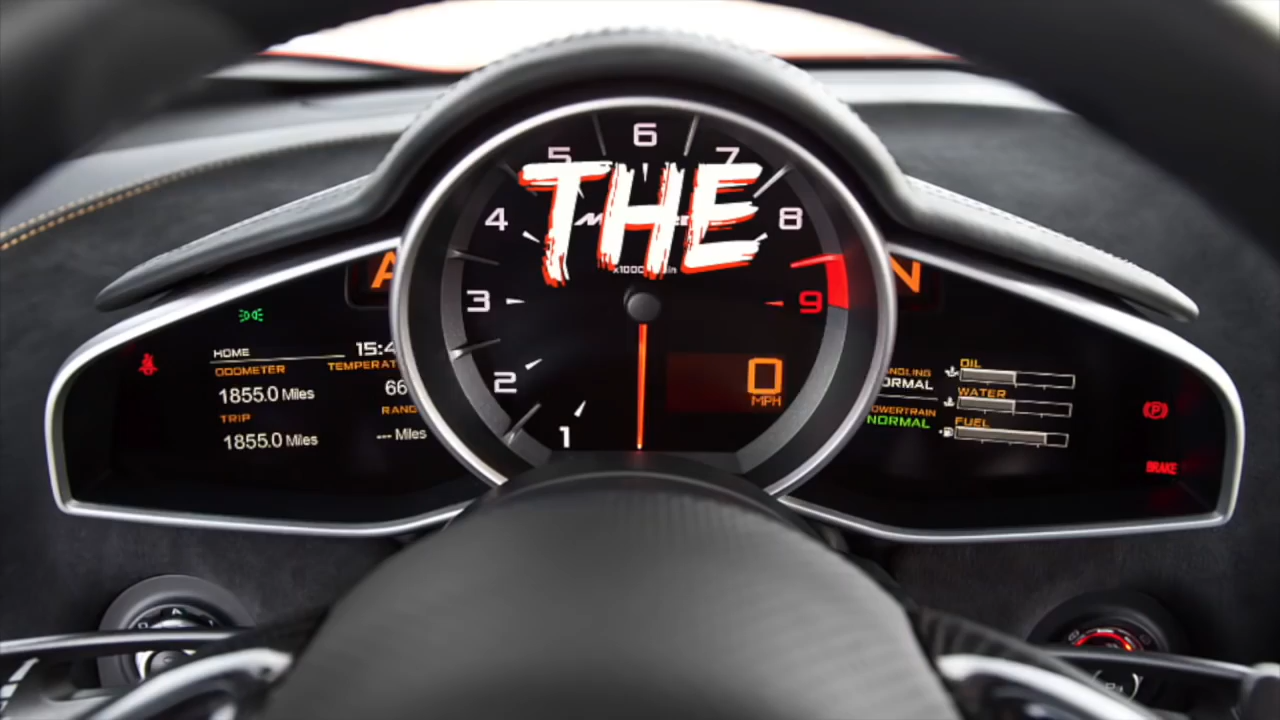 THE
6
5 7
4 8
x1000
3 9
2
1
0
MPH
A
HOME 15:4
ODOMETER TEMPERAT
1855.0 Miles 66
TRIP RANG
1855.0 Miles --- Miles
N
NDLING
ORMAL
OWERTRAIN
NORMAL
OIL
WATER
FUEL
P
BRAKE